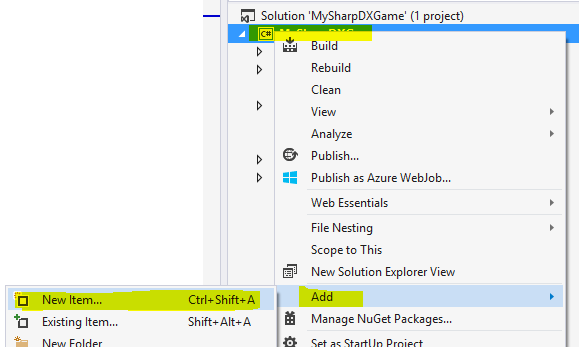 Solution 'MySharpDXGame' (1 project)
C#
Build
Rebuild
Clean
View
Analyze
Publish...
Publish as Azure WebJob...
Web Essentials
File Nesting
Scope to This
New Solution Explorer View
New Item... Ctrl+Shift+A
Add
Existing Item... Shift+Alt+A
Manage NuGet Packages...
New Folder
Set as StartUp Project